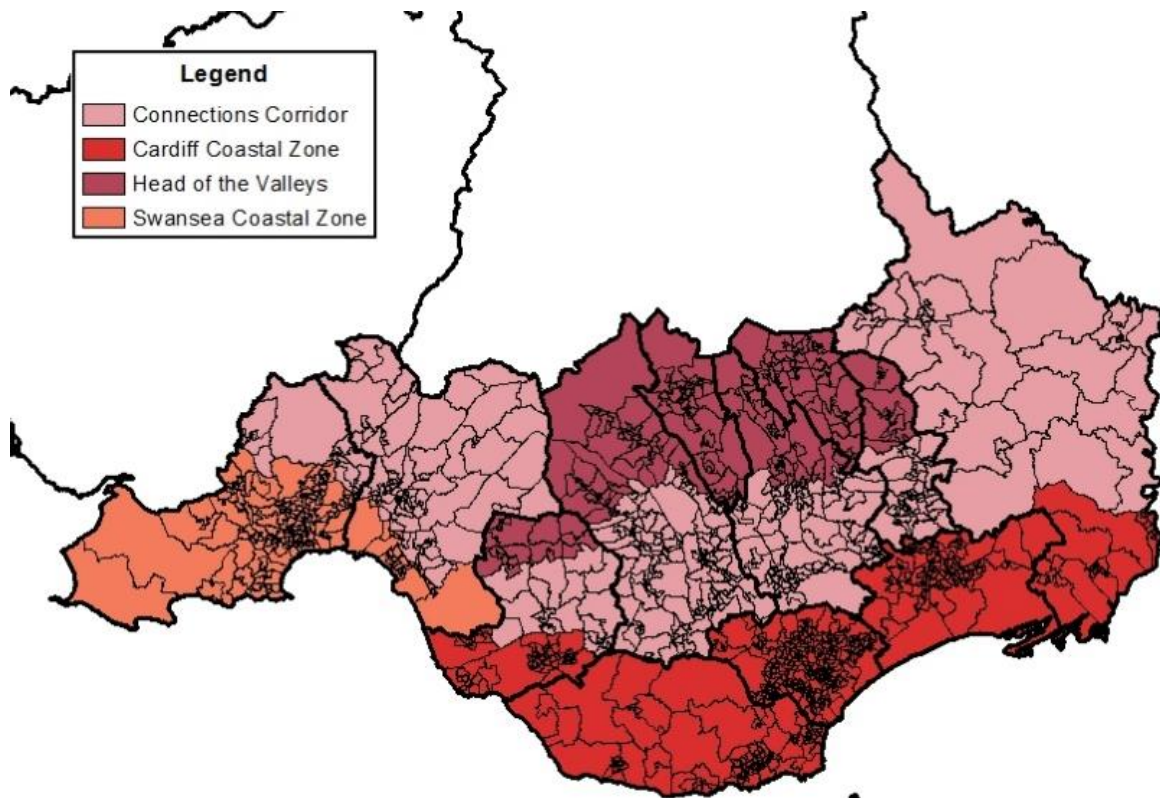 Legend
Connections Corridor
Cardiff Coastal Zone
Head of the Valleys
Swansea Coastal Zone